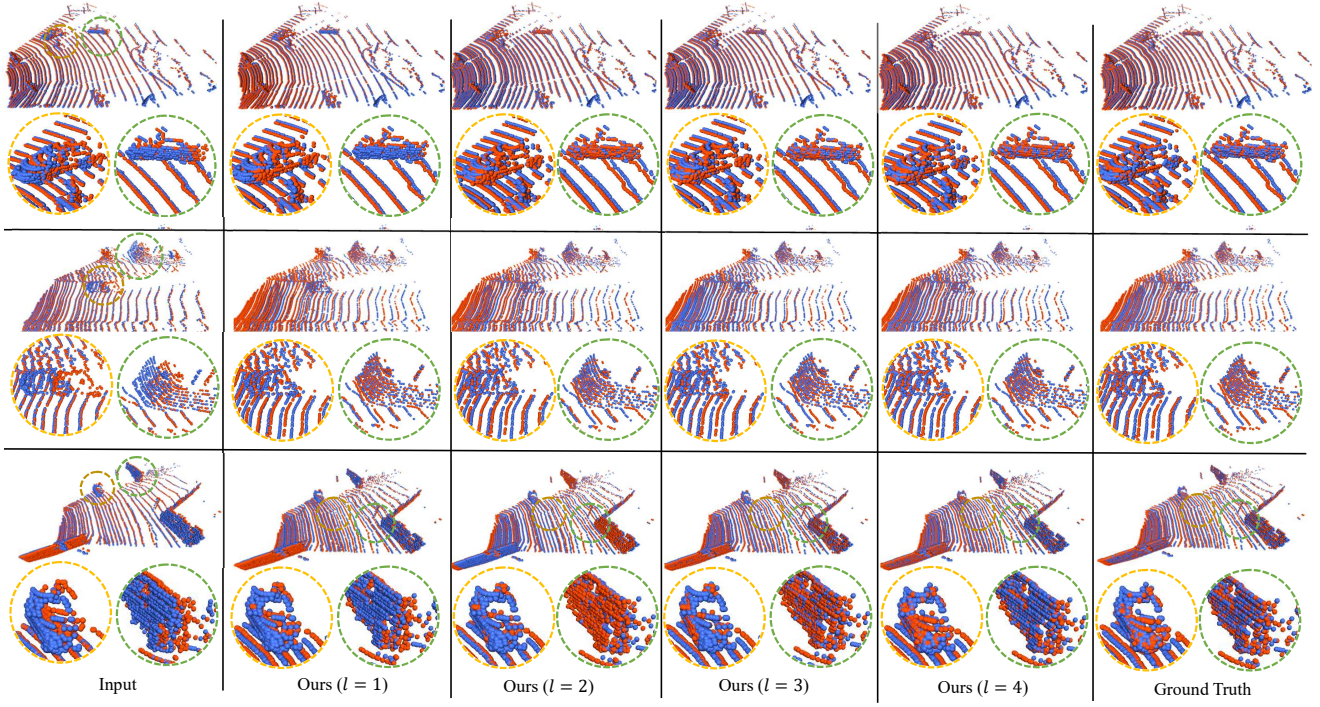 Input
Ours (l = 1)
Ours (l = 2)
Ours (l = 3)
Ours (l = 4)
Ground Truth